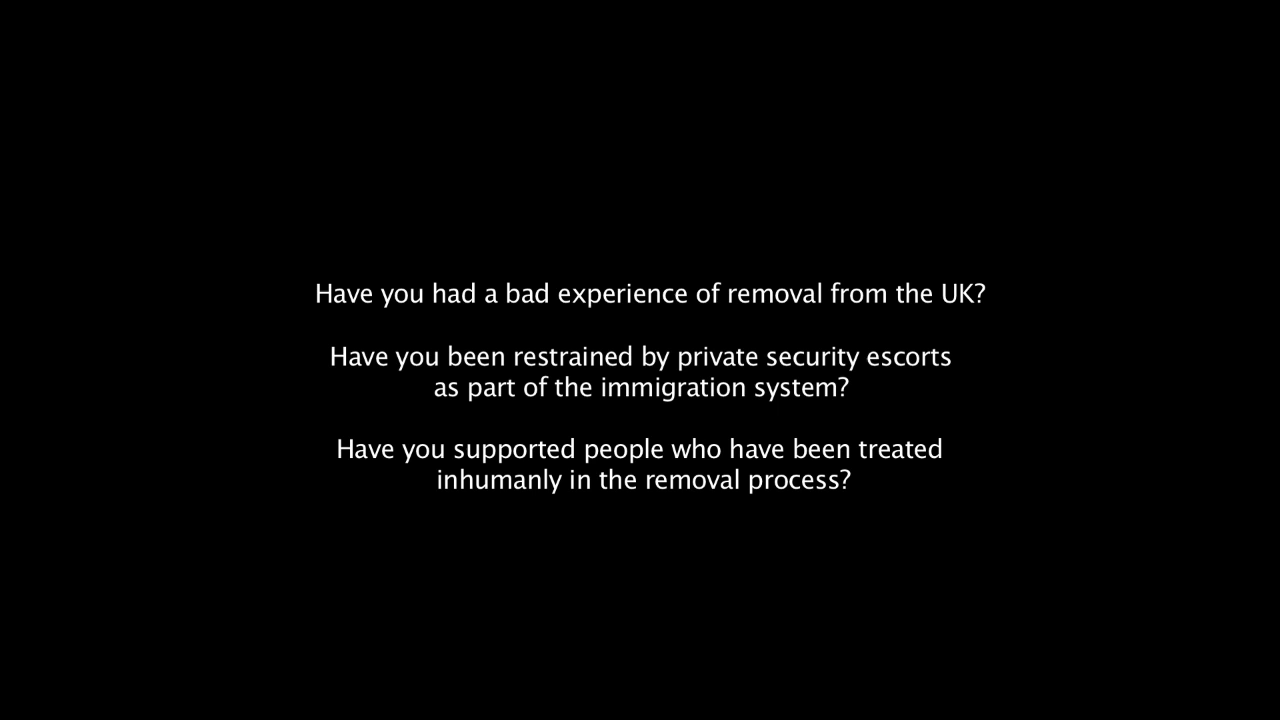 Have you had a bad experience of removal from the UK?
Have you been restrained by private security escorts
as part of the immigration system?
Have you supported people who have been treated
inhumanly in the removal process?